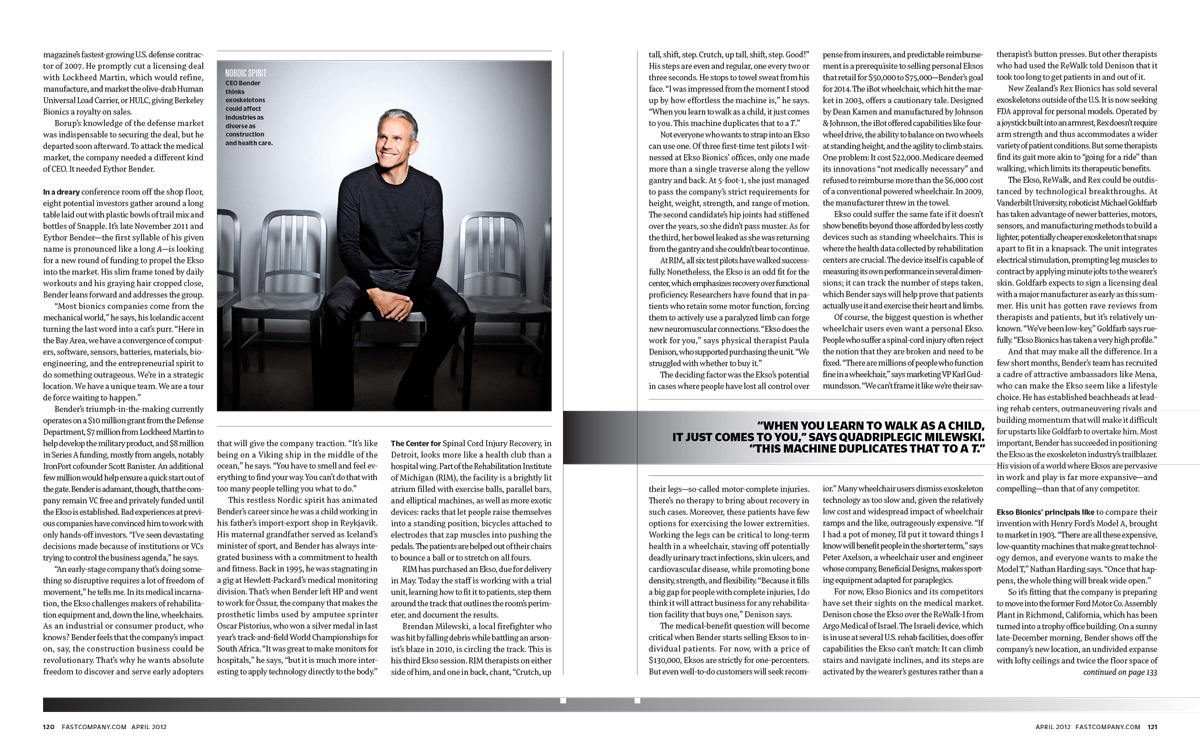 magazine's fastest-growing U.S. defense contrac-
tor of 2007. He promptly cut a licensing deal
with Lockheed Martin, which would refine,
manufacture, and market the olive-drab Human
Universal Load Carrier, or HULC, giving Berkeley
Bionics a royalty on sales.
Borup's knowledge of the defense market
was indispensable to securing the deal, but he
departed soon afterward. To attack the medical
market, the company needed a different kind
of CEO. It needed Eythor Bender.
In a dreary conference room off the shop floor,
eight potential investors gather around a long
table laid out with plastic bowls of trail mix and
bottles of Snapple. It's late November 2011 and
Eythor Bender—the first syllable of his given
name is pronounced like a long A—is looking
for a new round of funding to propel the Ekso
into the market. His slim frame toned by daily
workouts and his graying hair cropped close,
Bender leans forward and addresses the group.
"Most bionics companies come from the
mechanical world," he says, his Icelandic accent
turning the last word into a cat's purr. "Here in
the Bay Area, we have a convergence of comput-
ers, software, sensors, batteries, materials, bio-
engineering, and the entrepreneurial spirit to
do something outrageous. We're in a strategic
location. We have a unique team. We are a tour
de force waiting to happen."
Bender's triumph-in-the-making currently
operates on a $10 million grant from the Defense
Department, $7 million from Lockheed Martin to
help develop the military product, and $8 million
in Series A funding, mostly from angels, notably
IronPort cofounder Scott Banister. An additional
few million would help ensure a quick start out of
the gate. Bender is adamant, though, that the com-
pany remain VC free and privately funded until
the Ekso is established. Bad experiences at previ-
ous companies have convinced him to work with
only hands-off investors. "I've seen devastating
decisions made because of institutions or VCs
trying to control the business agenda," he says.
"An early-stage company that's doing some-
thing so disruptive requires a lot of freedom of
movement," he tells me. In its medical incarna-
tion, the Ekso challenges makers of rehabilita-
tion equipment and, down the line, wheelchairs.
As an industrial or consumer product, who
knows? Bender feels that the company's impact
on, say, the construction business could be
revolutionary. That's why he wants absolute
freedom to discover and serve early adopters
NORDIC SPIRIT
CEO Bender
thinks
exoskeletons
could affect
industries as
diverse as
construction
and health care.
that will give the company traction. "It's like
being on a Viking ship in the middle of the
ocean," he says. "You have to smell and feel ev-
erything to find your way. You can't do that with
too many people telling you what to do."
This restless Nordic spirit has animated
Bender's career since he was a child working in
his father's import-export shop in Reykjavik.
His maternal grandfather served as Iceland's
minister of sport, and Bender has always inte-
grated business with a commitment to health
and fitness. Back in 1995, he was stagnating in
a gig at Hewlett-Packard's medical monitoring
division. That's when Bender left HP and went
to work for Össur, the company that makes the
prosthetic limbs used by amputee sprinter
Oscar Pistorius, who won a silver medal in last
year's track-and-field World Championships for
South Africa. "It was great to make monitors for
hospitals," he says, "but it is much more inter-
esting to apply technology directly to the body."
The Center for Spinal Cord Injury Recovery, in
Detroit, looks more like a health club than a
hospital wing. Part of the Rehabilitation Institute
of Michigan (RIM), the facility is a brightly lit
atrium filled with exercise balls, parallel bars,
and elliptical machines, as well as more exotic
devices: racks that let people raise themselves
into a standing position, bicycles attached to
electrodes that zap muscles into pushing the
pedals. The patients are helped out of their chairs
to bounce a ball or to stretch on all fours.
RIM has purchased an Ekso, due for delivery
in May. Today the staff is working with a trial
unit, learning how to fit it to patients, step them
around the track that outlines the room's perim-
eter, and document the results.
Brendan Milewski, a local firefighter who
was hit by falling debris while battling an arson-
ist's blaze in 2010, is circling the track. This is
his third Ekso session. RIM therapists on either
side of him, and one in back, chant, "Crutch, up
tall, shift, step. Crutch, up tall, shift, step. Good!"
His steps are even and regular, one every two or
three seconds. He stops to towel sweat from his
face. "I was impressed from the moment I stood
up by how effortless the machine is," he says.
"When you learn to walk as a child, it just comes
to you. This machine duplicates that to a T."
Not everyone who wants to strap into an Ekso
can use one. Of three first-time test pilots I wit-
nessed at Ekso Bionics' offices, only one made
more than a single traverse along the yellow
gantry and back. At 5-foot-1, she just managed
to pass the company's strict requirements for
height, weight, strength, and range of motion.
The second candidate's hip joints had stiffened
over the years, so she didn't pass muster. As for
the third, her bowel leaked as she was returning
from the gantry and she couldn't bear to continue.
At RIM, all six test pilots have walked success-
fully. Nonetheless, the Ekso is an odd fit for the
center, which emphasizes recovery over functional
proficiency. Researchers have found that in pa-
tients who retain some motor function, forcing
them to actively use a paralyzed limb can forge
new neuromuscular connections. "Ekso does the
work for you," says physical therapist Paula
Denison, who supported purchasing the unit. "We
struggled with whether to buy it."
The deciding factor was the Ekso's potential
in cases where people have lost all control over
"WHEN YOU LEARN TO WALK AS A CHILD,
IT JUST COMES TO YOU," SAYS QUADRIPLEGIC MILEWSKI.
"THIS MACHINE DUPLICATES THAT TO A T."
their legs—so-called motor-complete injuries.
There's no therapy to bring about recovery in
such cases. Moreover, these patients have few
options for exercising the lower extremities.
Working the legs can be critical to long-term
health in a wheelchair, staving off potentially
deadly urinary tract infections, skin ulcers, and
cardiovascular disease, while promoting bone
density, strength, and flexibility. "Because it fills
a big gap for people with complete injuries, I do
think it will attract business for any rehabilita-
tion facility that buys one," Denison says.
The medical-benefit question will become
critical when Bender starts selling Eksos to in-
dividual patients. For now, with a price of
$130,000, Eksos are strictly for one-percenters.
But even well-to-do customers will seek recom-
pense from insurers, and predictable reimburse-
ment is a prerequisite to selling personal Eksos
that retail for $50,000 to $75,000—Bender's goal
for 2014. The iBot wheelchair, which hit the mar-
ket in 2003, offers a cautionary tale. Designed
by Dean Kamen and manufactured by Johnson
& Johnson, the iBot offered capabilities like four-
wheel drive, the ability to balance on two wheels
at standing height, and the agility to climb stairs.
One problem: It cost $22,000. Medicare deemed
its innovations "not medically necessary" and
refused to reimburse more than the $6,000 cost
of a conventional powered wheelchair. In 2009,
the manufacturer threw in the towel.
Ekso could suffer the same fate if it doesn't
show benefits beyond those afforded by less costly
devices such as standing wheelchairs. This is
where the health data collected by rehabilitation
centers are crucial. The device itself is capable of
measuring its own performance in several dimen-
sions; it can track the number of steps taken,
which Bender says will help prove that patients
actually use it and exercise their heart and limbs.
Of course, the biggest question is whether
wheelchair users even want a personal Ekso.
People who suffer a spinal-cord injury often reject
the notion that they are broken and need to be
fixed. "There are millions of people who function
fine in a wheelchair," says marketing VP Karl Gud-
mundsson. "We can't frame it like we're their sav-
ior." Many wheelchair users dismiss exoskeleton
technology as too slow and, given the relatively
low cost and widespread impact of wheelchair
ramps and the like, outrageously expensive. "If
I had a pot of money, I'd put it toward things I
know will benefit people in the shorter term," says
Peter Axelson, a wheelchair user and engineer
whose company, Beneficial Designs, makes sport-
ing equipment adapted for paraplegics.
For now, Ekso Bionics and its competitors
have set their sights on the medical market.
Denison chose the Ekso over the ReWalk-I from
Argo Medical of Israel. The Israeli device, which
is in use at several U.S. rehab facilities, does offer
capabilities the Ekso can't match: It can climb
stairs and navigate inclines, and its steps are
activated by the wearer's gestures rather than a
therapist's button presses. But other therapists
who had used the ReWalk told Denison that it
took too long to get patients in and out of it.
New Zealand's Rex Bionics has sold several
exoskeletons outside of the U.S. It is now seeking
FDA approval for personal models. Operated by
a joystick built into an armrest, Rex doesn't require
arm strength and thus accommodates a wider
variety of patient conditions. But some therapists
find its gait more akin to "going for a ride" than
walking, which limits its therapeutic benefits.
The Ekso, ReWalk, and Rex could be outdis-
tanced by technological breakthroughs. At
Vanderbilt University, roboticist Michael Goldfarb
has taken advantage of newer batteries, motors,
sensors, and manufacturing methods to build a
lighter, potentially cheaper exoskeleton that snaps
apart to fit in a knapsack. The unit integrates
electrical stimulation, prompting leg muscles to
contract by applying minute jolts to the wearer's
skin. Goldfarb expects to sign a licensing deal
with a major manufacturer as early as this sum-
mer. His unit has gotten rave reviews from
therapists and patients, but it's relatively un-
known. "We've been low-key," Goldfarb says rue-
fully. "Ekso Bionics has taken a very high profile."
And that may make all the difference. In a
few short months, Bender's team has recruited
a cadre of attractive ambassadors like Mena,
who can make the Ekso seem like a lifestyle
choice. He has established beachheads at lead-
ing rehab centers, outmaneuvering rivals and
building momentum that will make it difficult
for upstarts like Goldfarb to overtake him. Most
important, Bender has succeeded in positioning
the Ekso as the exoskeleton industry's trailblazer.
His vision of a world where Eksos are pervasive
in work and play is far more expansive—and
compelling—than that of any competitor.
Ekso Bionics' principals like to compare their
invention with Henry Ford's Model A, brought
to market in 1903. "There are all these expensive,
low-quantity machines that make great technol-
ogy demos, and everyone wants to make the
Model T," Nathan Harding says. "Once that hap-
pens, the whole thing will break wide open."
So it's fitting that the company is preparing
to move into the former Ford Motor Co. Assembly
Plant in Richmond, California, which has been
turned into a trophy office building. On a sunny
late-December morning, Bender shows off the
company's new location, an undivided expanse
with lofty ceilings and twice the floor space of
continued on page 133
120 FASTCOMPANY.COM APRIL 2012
APRIL 2012 FASTCOMPANY.COM 121